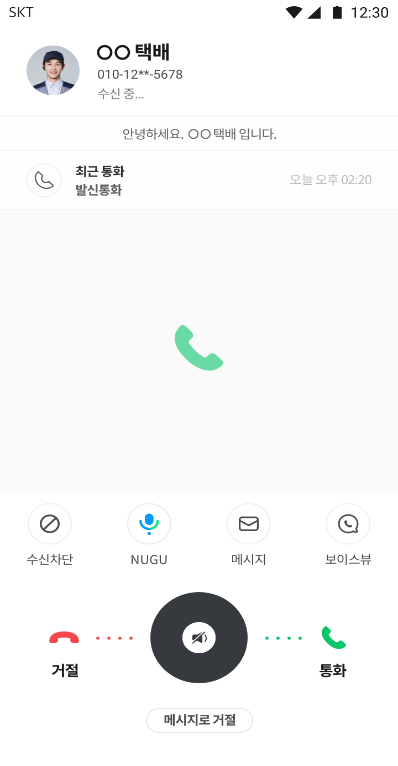 SKT 12:30
○○ 택배
010-12**-5678
수신 중...
안녕하세요. ○○택배 입니다.
최근 통화
발신통화
오늘 오후 02:20
수신차단
NUGU
메시지
보이스뷰
거절
통화
메시지로 거절